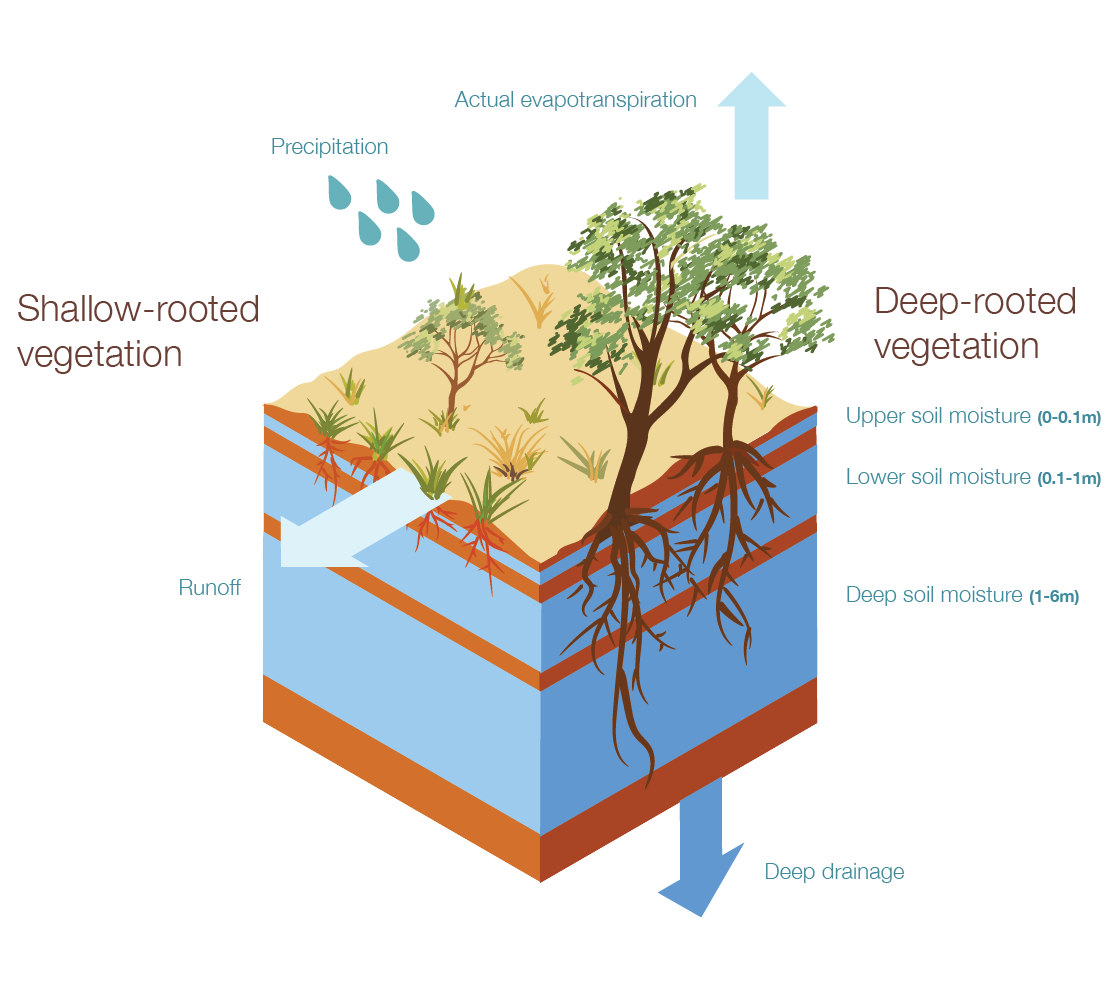 Actual evapotranspiration
Precipitation
Shallow-rooted
vegetation
Deep-rooted
vegetation
Upper soil moisture (0-0.1m)
Lower soil moisture (0.1-1m)
Runoff
Deep soil moisture (1-6m)
Deep drainage